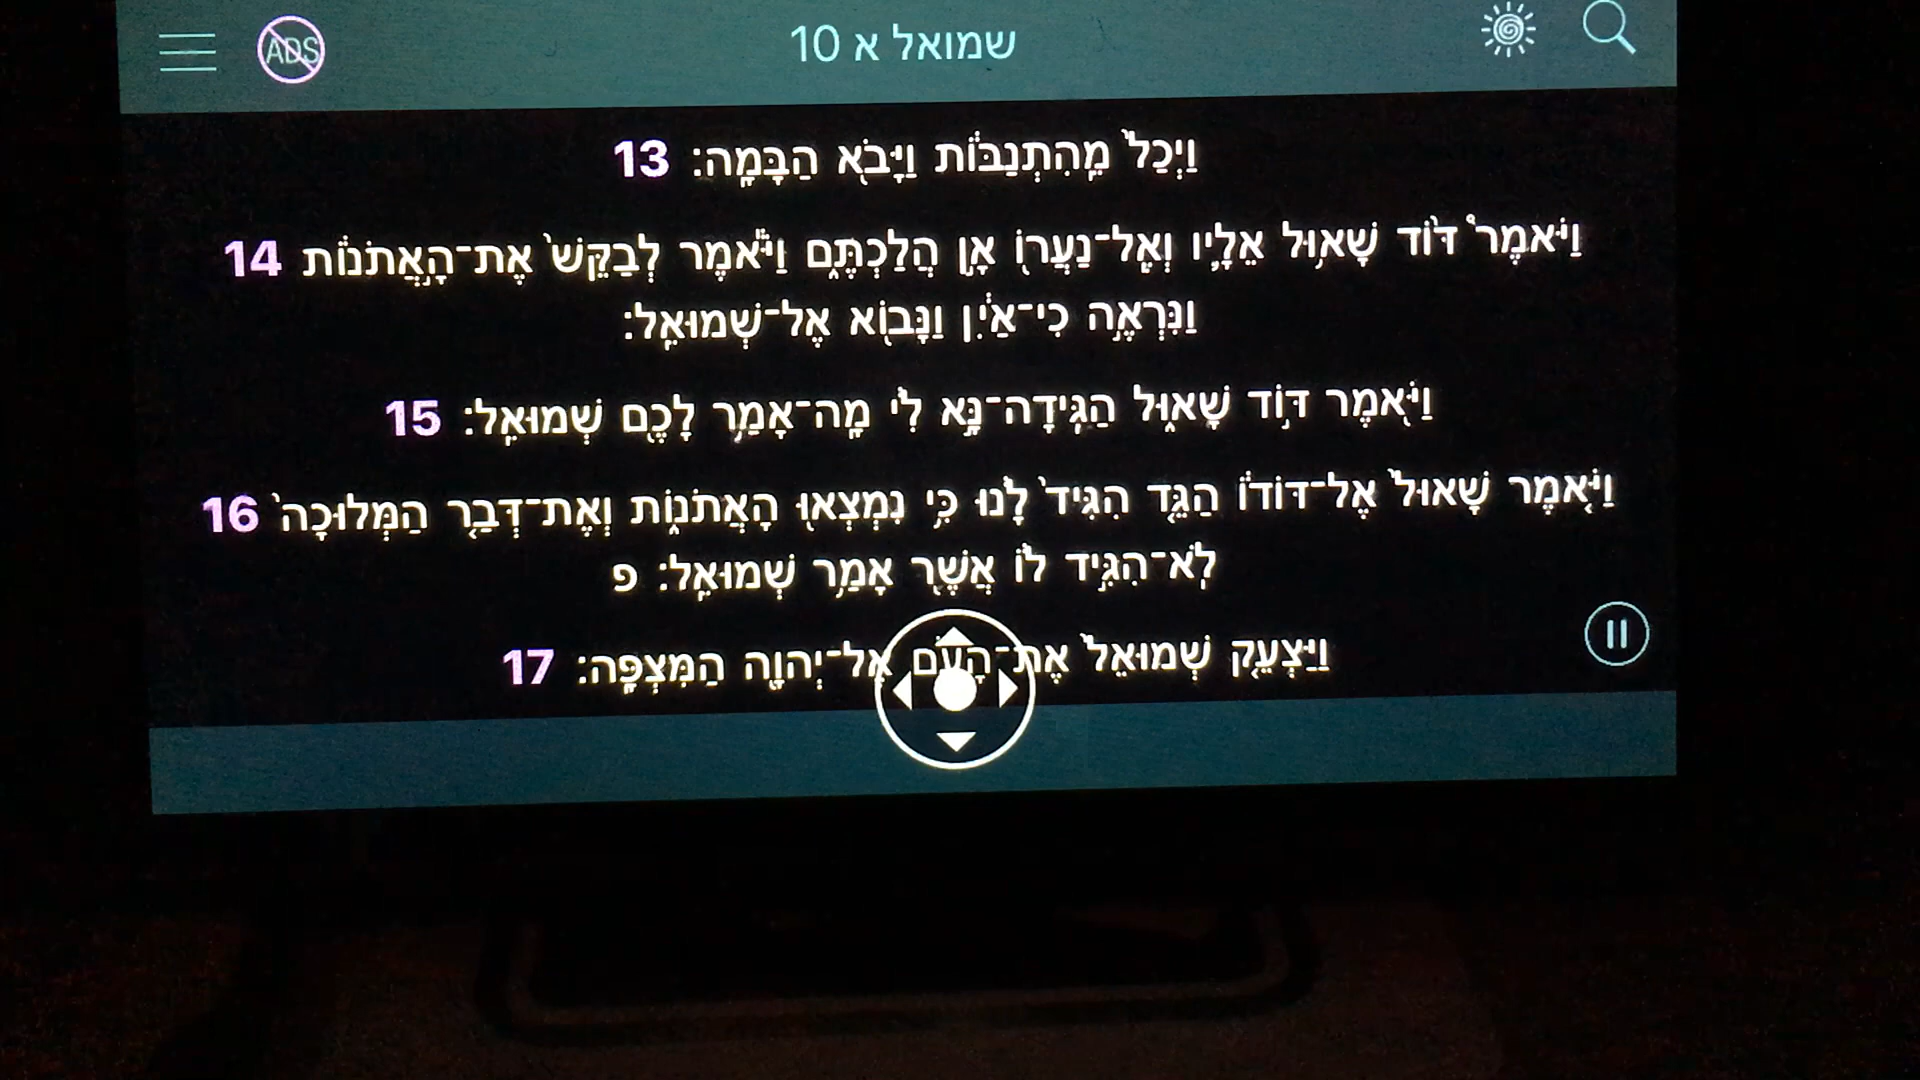 ADS
שמואל א 10
13 וַיְכַל֙ מֵֽהִתְנַבּ֔וֹת וַיָּבֹ֖א הַבָּמָֽה׃
14 וַיֹּאמֶר֩ דּ֨וֹד שָׁא֥וּל אֵלָ֛יו וְאֶֽל־נַעֲר֖וֹ אָ֣ן הֲלַכְתֶּ֑ם וַיֹּ֕אמֶר לְבַקֵּשׁ֙ אֶת־הָ֣אֲתֹנ֔וֹת
וַנִּרְאֶ֣ה כִי־אַ֔יִן וַנָּב֖וֹא אֶל־שְׁמוּאֵֽל׃
15 וַיֹּ֖אמֶר דּ֣וֹד שָׁא֑וּל הַגִּֽידָה־נָּ֣א לִ֔י מָֽה־אָמַ֥ר לָכֶ֖ם שְׁמוּאֵֽל׃
16 וַיֹּ֤אמֶר שָׁאוּל֙ אֶל־דּוֹד֔וֹ הַגֵּ֤ד הִגִּיד֙ לָ֔נוּ כִּ֥י נִמְצְא֖וּ הָאֲתֹנ֑וֹת וְאֶת־דְּבַ֤ר הַמְּלוּכָה֙
לֹֽא־הִגִּ֣יד ל֔וֹ אֲשֶׁ֖ר אָמַ֥ר שְׁמוּאֵֽל׃ פ
17 וַיַּצְעֵ֤ק שְׁמוּאֵל֙ אֶת־הָעָ֔ם אֶל־יְהוָ֖ה הַמִּצְפָּֽה׃